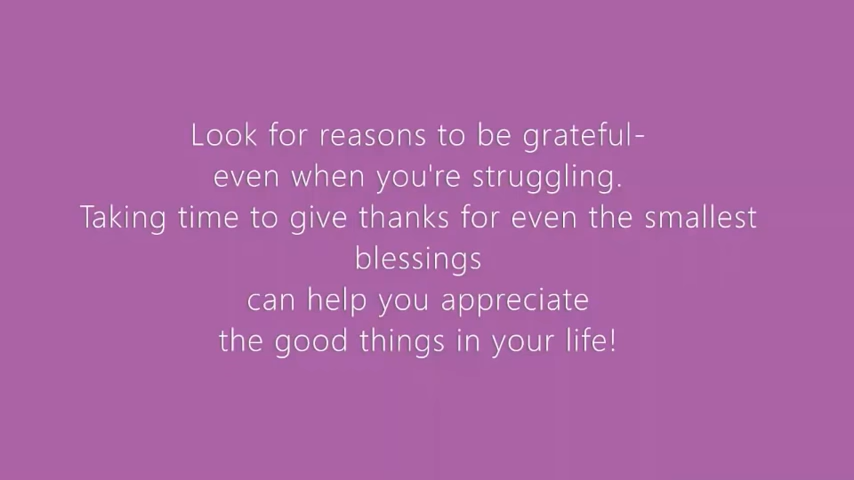 Look for reasons to be grateful-
even when you're struggling.
Taking time to give thanks for even the smallest
blessings
can help you appreciate
the good things in your life!